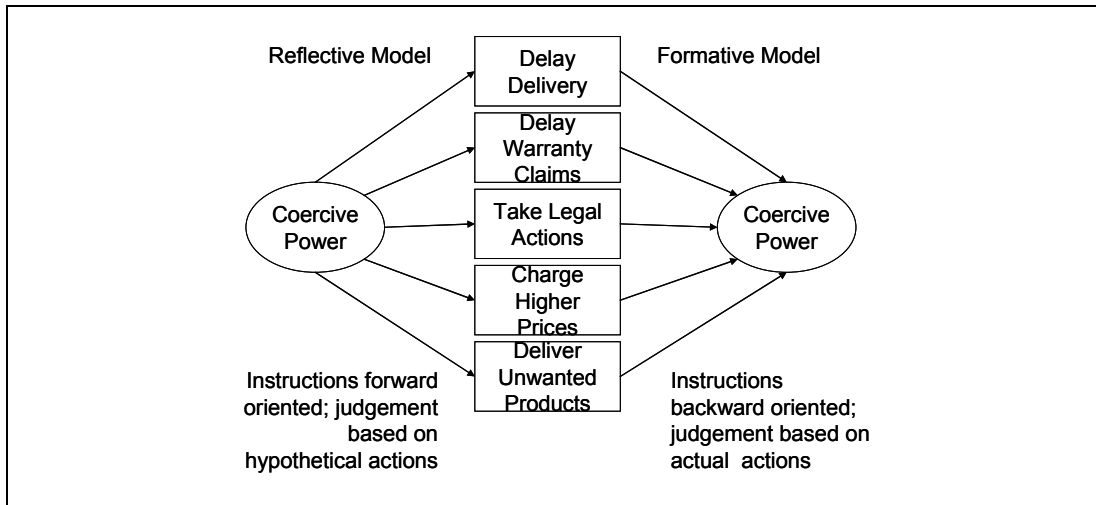 Reflective Model
Delay
Delivery
Formative Model
Delay
Warranty
Claims
Coercive
Power
Take Legal
Actions
Coercive
Power
Charge
Higher
Prices
Deliver
Unwanted
Products
Instructions forward
oriented; judgement
based on
hypothetical actions
Instructions
backward oriented;
judgement based on
actual actions